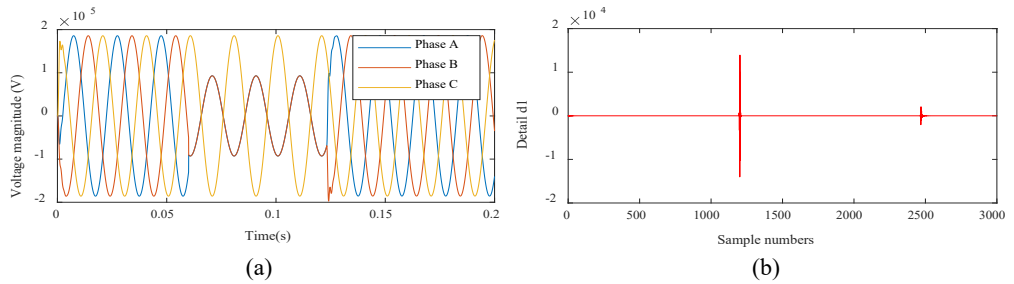 × 10 5
2
1
0
-1
-2
Voltage magnitude (V)
Phase A
Phase B
Phase C
0 0.05 0.1 0.15 0.2
Time(s)
(a)
× 10 4
2
1
0
-1
-2
Detail d1
0 500 1000 1500 2000 2500 3000
Sample numbers
(b)